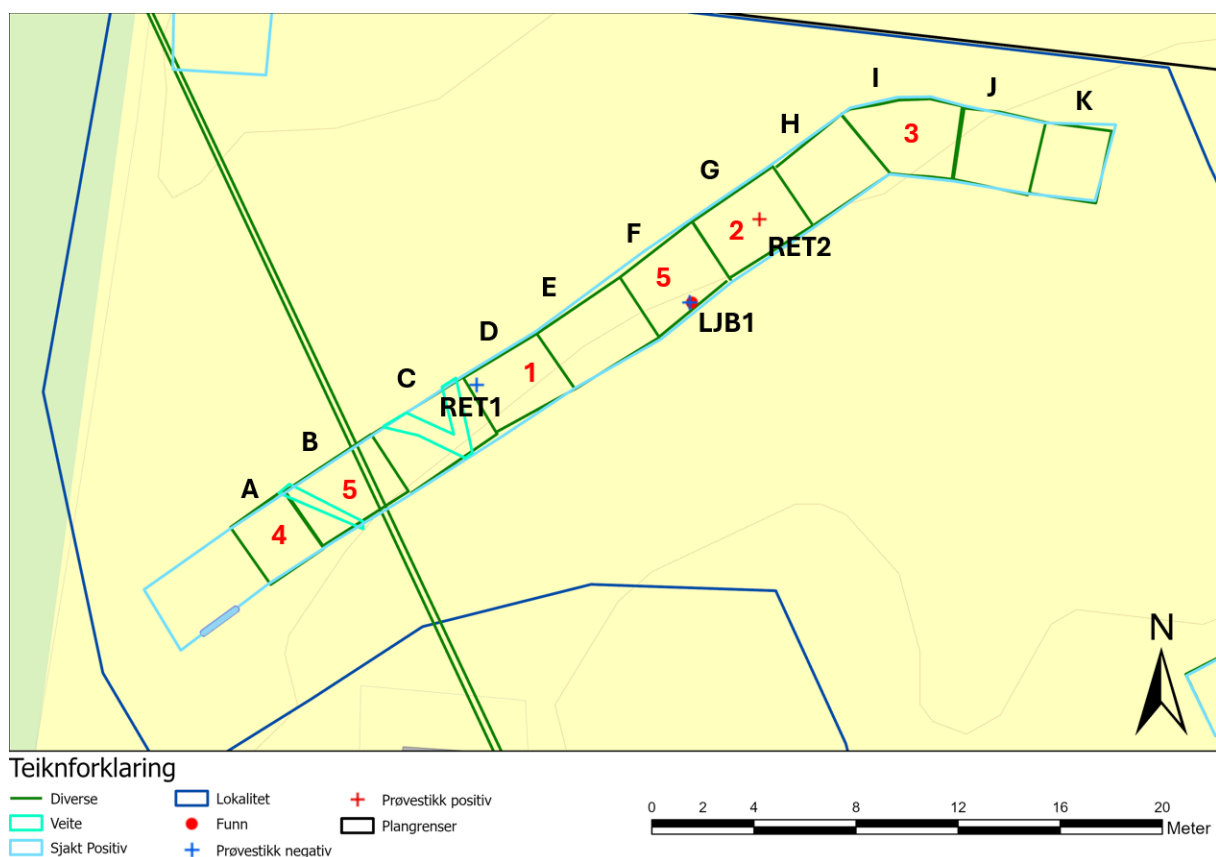 I
J
K
3
H
G
2
RET2
F
5
LJB1
E
D
1
C
RET1
B
5
A
4
N
Teiknforklaring
Diverse
Lokalitet
Prøvestikk positiv
Veite
Funn
Plangrenser
Sjakt Positiv
Prøvestikk negativ
0 2 4 8 12 16 20
Meter